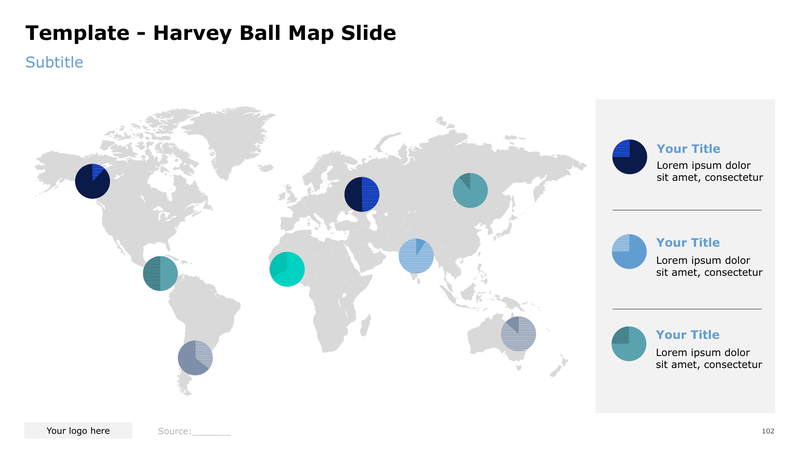 Template - Harvey Ball Map Slide
Subtitle
Your Title
Lorem ipsum dolor
sit amet, consectetur
Your Title
Lorem ipsum dolor
sit amet, consectetur
Your Title
Lorem ipsum dolor
sit amet, consectetur
Your logo here
Source:_______
102